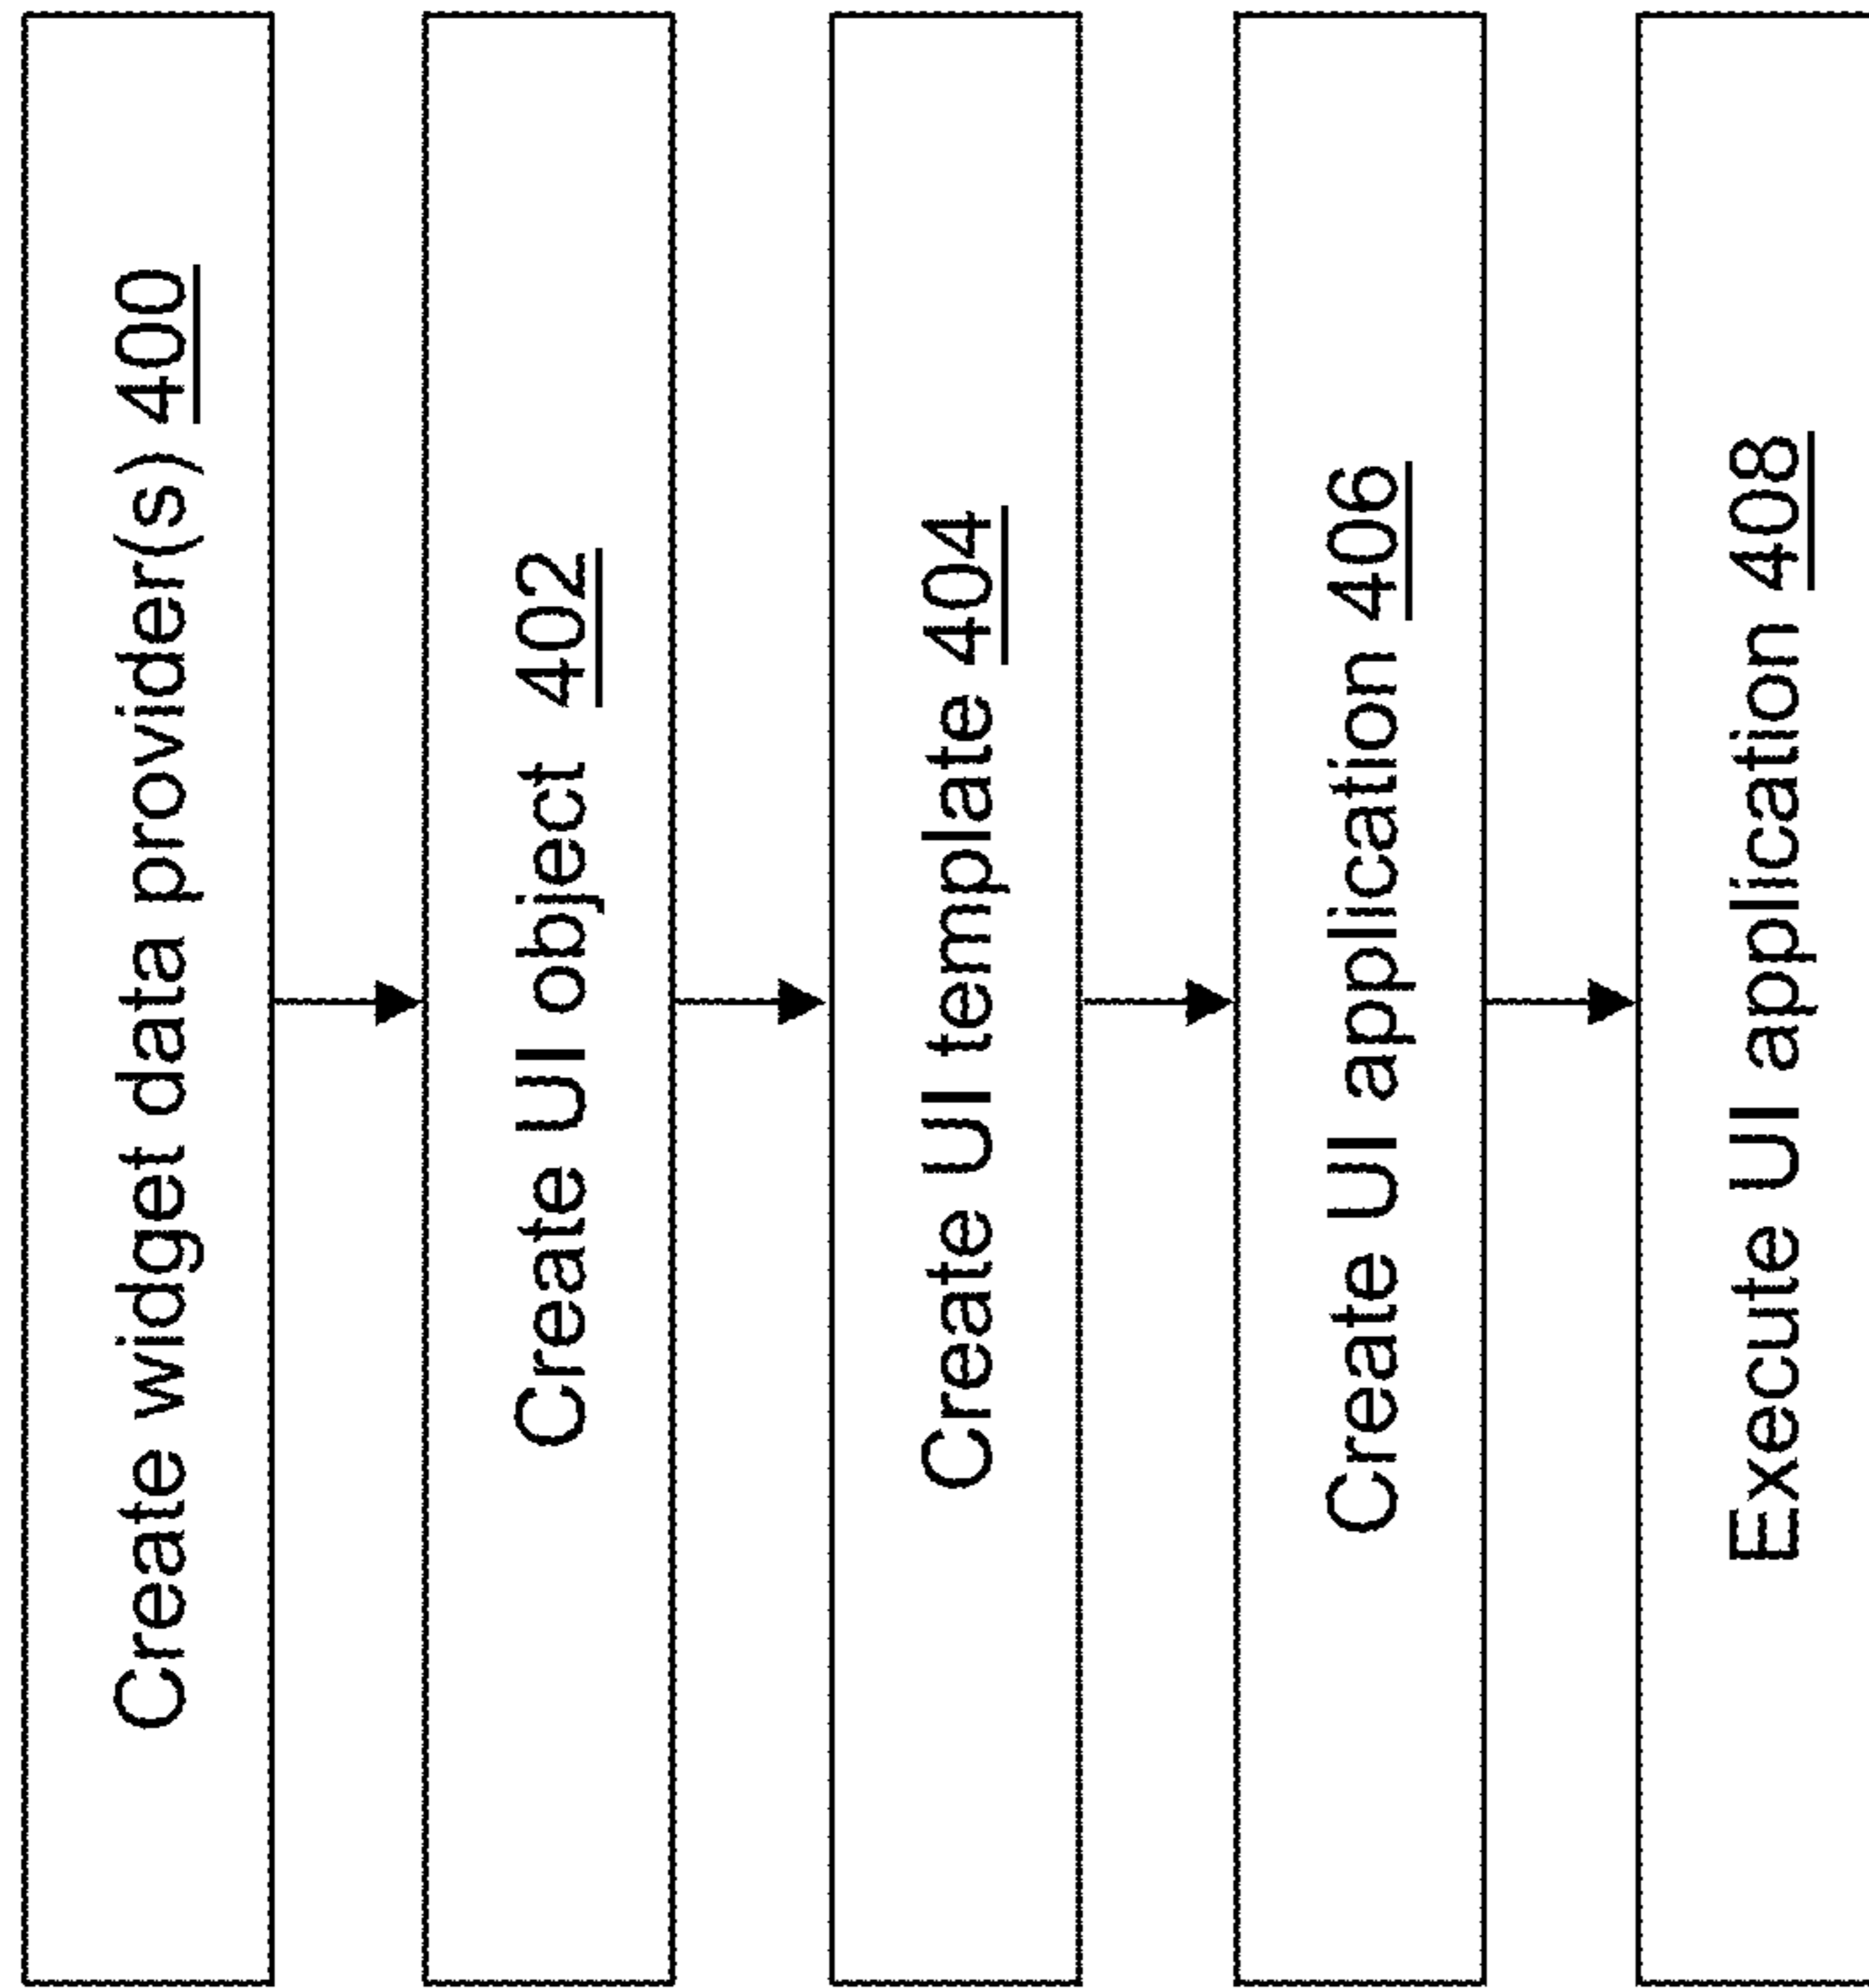 Create widget data provider(s) 400
Create UI object 402
Create UI template 404
Create UI application 406
Execute UI application 408